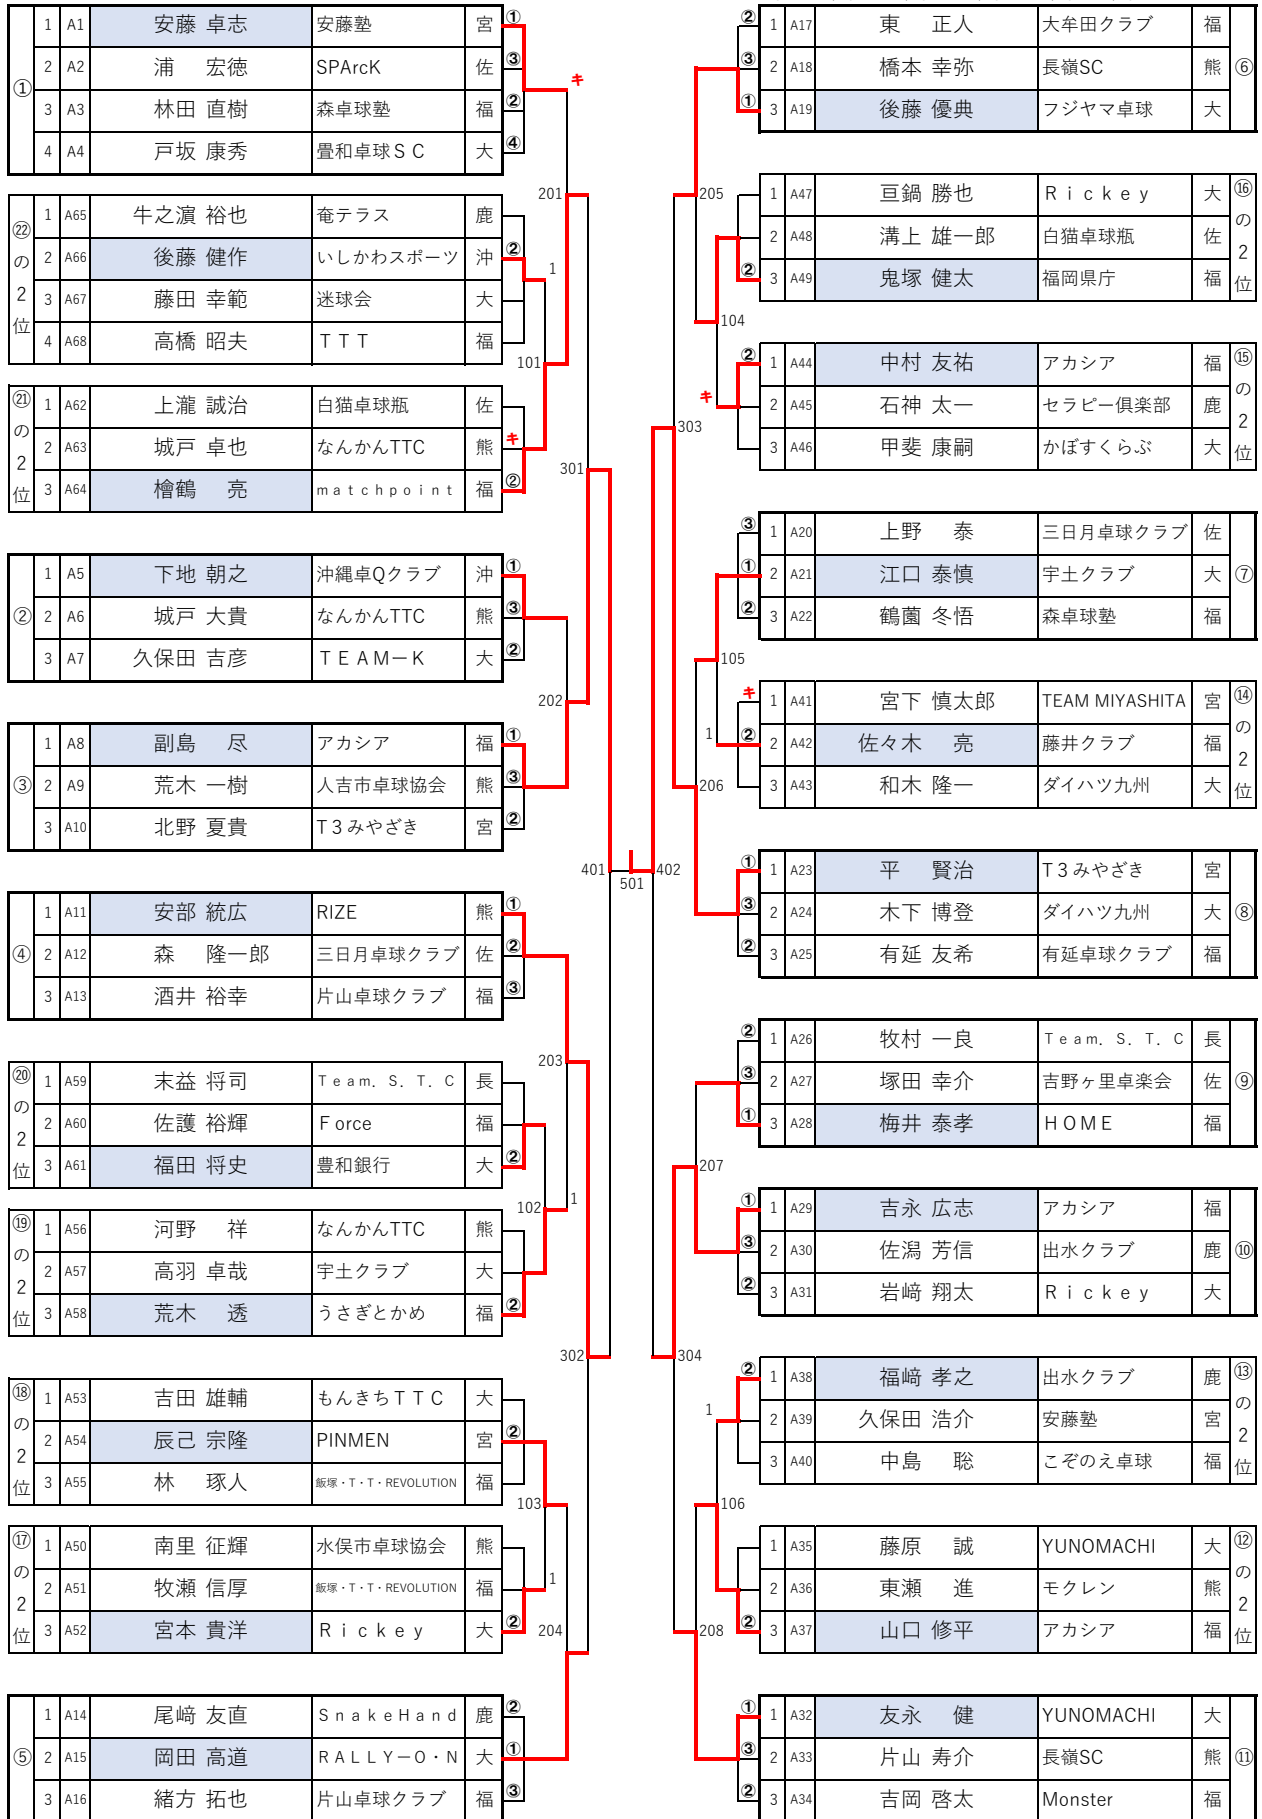 ① 
1 A1 安藤 卓志 安藤塾 宮 ①
2 A2 浦 宏徳 SPArcK 佐 ③
3 A3 林田 直樹 森卓球塾 福 ②
4 A4 戸坂 康秀 畳和卓球ＳＣ 大 ④
キ
201
㉒の2位
1 A65 牛之濵 裕也 奄テラス 鹿
2 A66 後藤 健作 いしかわスポーツ 沖 ②
3 A67 藤田 幸範 迷球会 大
4 A68 高橋 昭夫 ＴＴＴ 福
1
101
㉑の2位
1 A62 上瀧 誠治 白猫卓球瓶 佐
2 A63 城戸 卓也 なんかんTTC 熊 キ
3 A64 檜鶴 亮 ｍａｔｃｈｐｏｉｎｔ 福 ②
301
②
1 A5 下地 朝之 沖縄卓Qクラブ 沖 ①
2 A6 城戸 大貴 なんかんTTC 熊 ③
3 A7 久保田 吉彦 ＴＥＡＭーＫ 大 ②
202
③
1 A8 副島 尽 アカシア 福 ①
2 A9 荒木 一樹 人吉市卓球協会 熊 ③
3 A10 北野 夏貴 T３みやざき 宮 ②
401
501
402
④
1 A11 安部 統広 RIZE 熊 ①
2 A12 森 隆一郎 三日月卓球クラブ 佐 ②
3 A13 酒井 裕幸 片山卓球クラブ 福 ③
203
⑳の2位
1 A59 末益 将司 Ｔｅａｍ．Ｓ．Ｔ．Ｃ 長
2 A60 佐護 裕輝 Ｆorce 福
3 A61 福田 将史 豊和銀行 大 ②
102
1
⑲の2位
1 A56 河野 祥 なんかんTTC 熊
2 A57 高羽 卓哉 宇土クラブ 大
3 A58 荒木 透 うさぎとかめ 福 ②
302
⑱の2位
1 A53 吉田 雄輔 もんきちＴＴＣ 大
2 A54 辰己 宗隆 PINMEN 宮 ②
3 A55 林 琢人 飯塚・T・T・REVOLUTION 福
103
⑰の2位
1 A50 南里 征輝 水俣市卓球協会 熊
2 A51 牧瀬 信厚 飯塚・T・T・REVOLUTION 福
3 A52 宮本 貴洋 Ｒｉｃｋｅｙ 大 ②
1
204
⑤
1 A14 尾﨑 友直 ＳｎａｋｅＨａｎｄ 鹿 ②
2 A15 岡田 高道 ＲＡＬＬＹーＯ・Ｎ 大 ①
3 A16 緒方 拓也 片山卓球クラブ 福 ③
② 1 A17 東 正人 大牟田クラブ 福
③ 2 A18 橋本 幸弥 長嶺SC 熊
① 3 A19 後藤 優典 フジヤマ卓球 大
⑥
205
1 A47 亘鍋 勝也 Ｒｉｃｋｅｙ 大
2 A48 溝上 雄一郎 白猫卓球瓶 佐
② 3 A49 鬼塚 健太 福岡県庁 福
⑯の2位
104
② 1 A44 中村 友祐 アカシア 福
2 A45 石神 太一 セラピー倶楽部 鹿
3 A46 甲斐 康嗣 かぼすくらぶ 大
⑮の2位
キ
303
③ 1 A20 上野 泰 三日月卓球クラブ 佐
① 2 A21 江口 泰慎 宇土クラブ 大
② 3 A22 鶴薗 冬悟 森卓球塾 福
⑦
105
キ 1 A41 宮下 慎太郎 TEAM MIYASHITA 宮
② 2 A42 佐々木 亮 藤井クラブ 福
3 A43 和木 隆一 ダイハツ九州 大
⑭の2位
1
206
① 1 A23 平 賢治 T３みやざき 宮
③ 2 A24 木下 博登 ダイハツ九州 大
② 3 A25 有延 友希 有延卓球クラブ 福
⑧
② 1 A26 牧村 一良 Ｔｅａｍ．Ｓ．Ｔ．Ｃ 長
③ 2 A27 塚田 幸介 吉野ヶ里卓楽会 佐
① 3 A28 梅井 泰孝 ＨＯＭＥ 福
⑨
207
① 1 A29 吉永 広志 アカシア 福
③ 2 A30 佐潟 芳信 出水クラブ 鹿
② 3 A31 岩﨑 翔太 Ｒｉｃｋｅｙ 大
⑩
304
② 1 A38 福﨑 孝之 出水クラブ 鹿
2 A39 久保田 浩介 安藤塾 宮
3 A40 中島 聡 こぞのえ卓球 福
⑬の2位
1
106
1 A35 藤原 誠 YUNOMACHI 大
2 A36 東瀬 進 モクレン 熊
② 3 A37 山口 修平 アカシア 福
⑫の2位
208
① 1 A32 友永 健 YUNOMACHI 大
③ 2 A33 片山 寿介 長嶺SC 熊
② 3 A34 吉岡 啓太 Monster 福
⑪